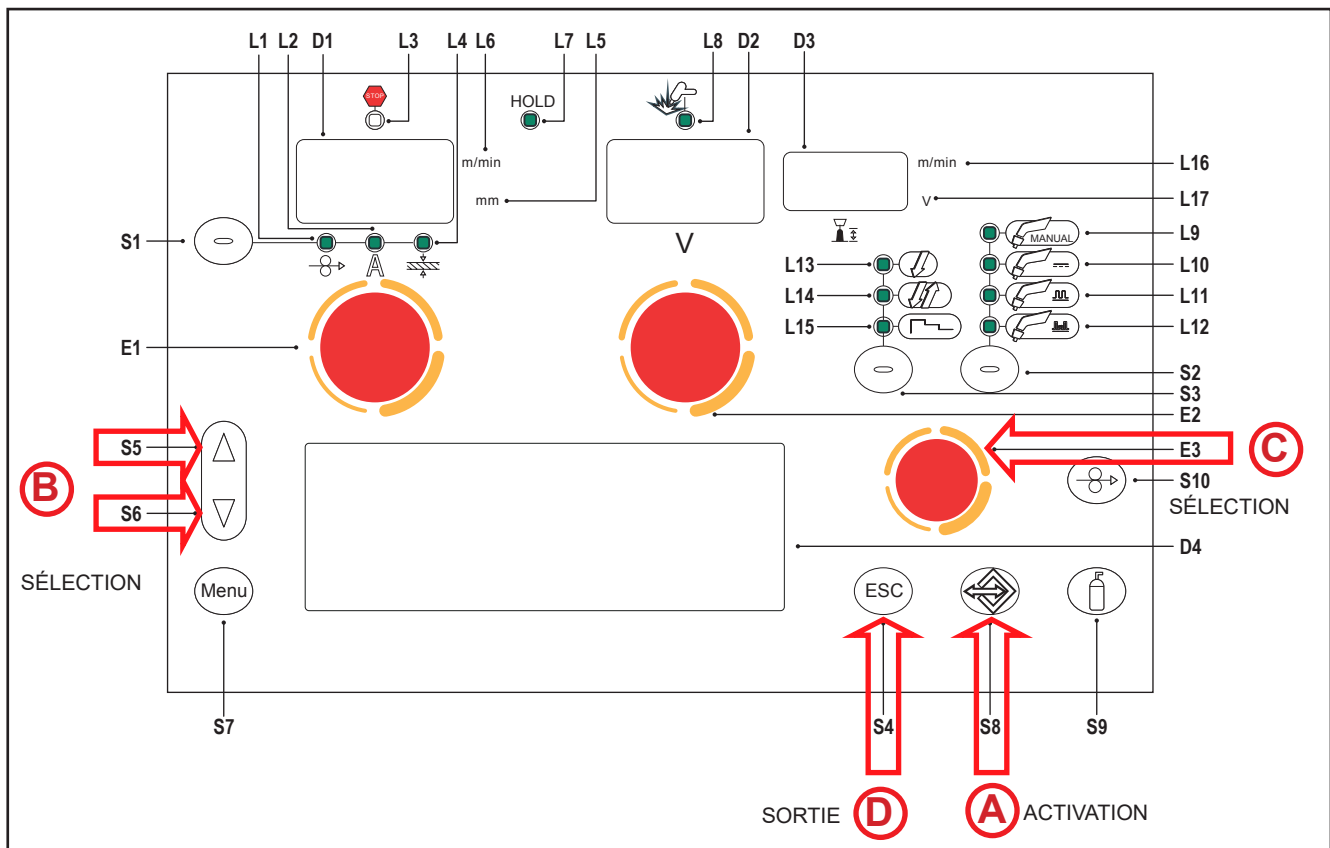 L1 L2 D1 L3 L4 L6 L7 L5 L8 D2 D3
STOP
HOLD
m/min
mm
m/min L16
V L17
S1
A
V
MANUAL L9
L13 L10
L14 L11
L15 L12
E1
S2
S3
E2
S5 E3 C
B S10
S6 SÉLECTION
D4
SÉLECTION
Menu ESC
S7 S4 S8 S9
SORTIE D A ACTIVATION